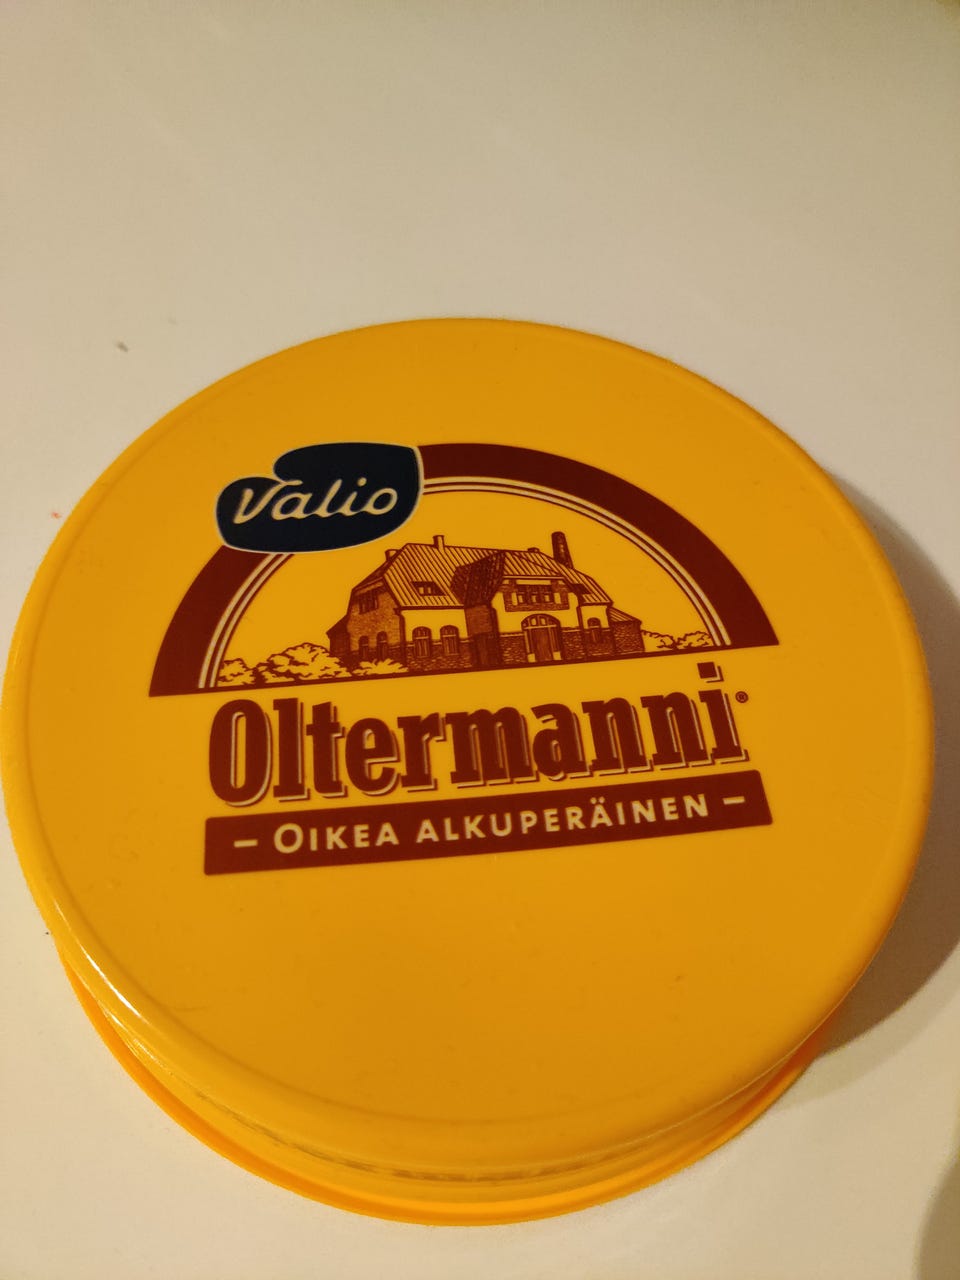 Valio
Oltermanni®
– OIKEA ALKUPERÄINEN –